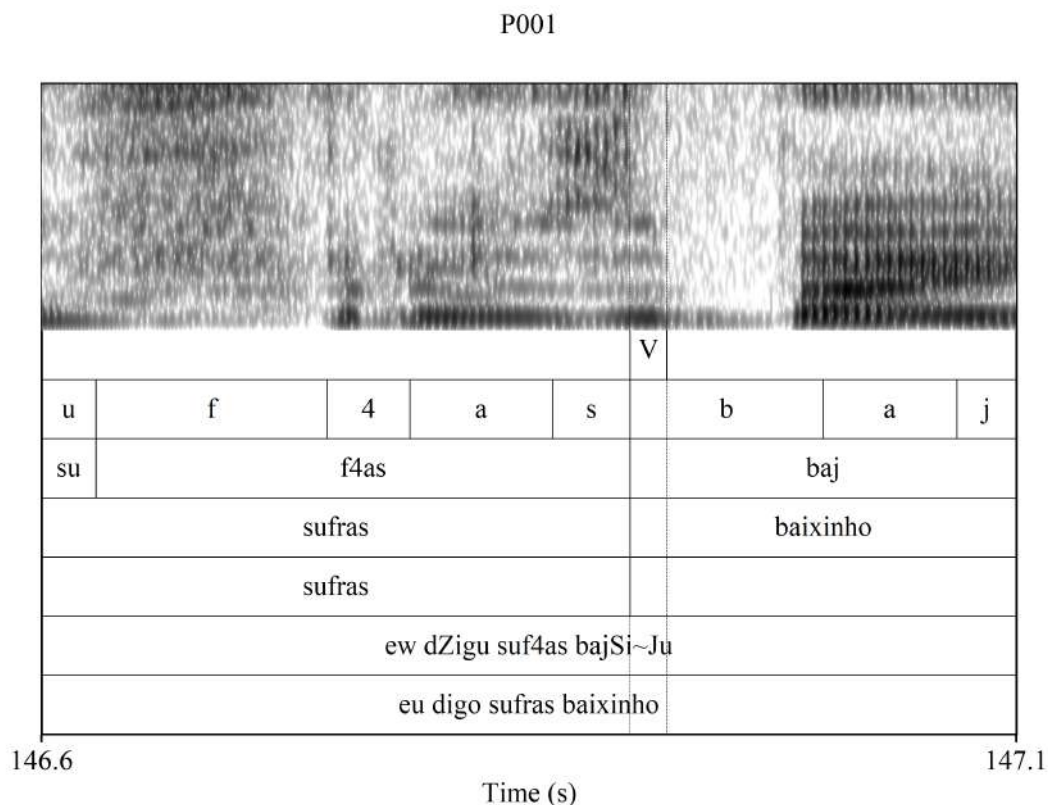 P001
V
u f 4 a s b a j
su f4as baj
sufras baixinho
sufras
ew dZigu suf4as bajSi~Ju
eu digo sufras baixinho
146.6 147.1
Time (s)